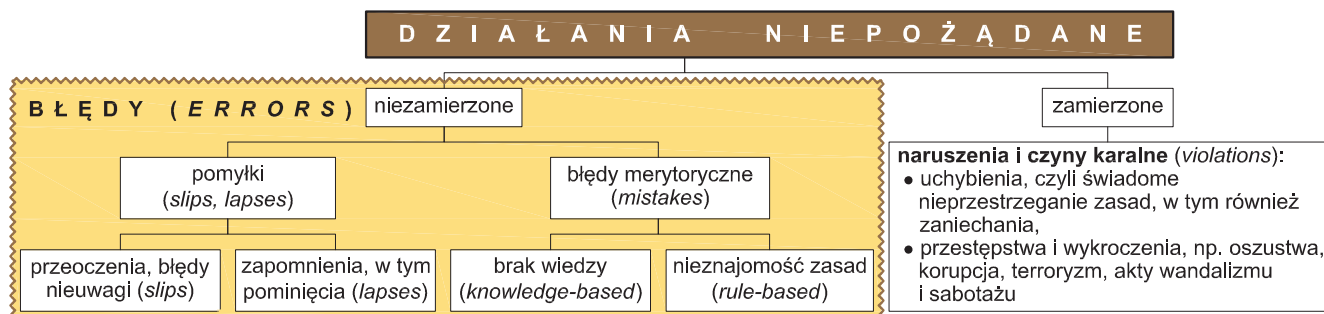 DZIAŁANIA NIEPOŻĄDANE
BŁĘDY (ERRORS)
niezamierzone
zamierzone
pomyłki
(slips, lapses)
błędy merytoryczne
(mistakes)
przeoczenia, błędy
nieuwagi (slips)
zapomnienia, w tym
pominięcia (lapses)
brak wiedzy
(knowledge-based)
nieznajomość zasad
(rule-based)
naruszenia i czyny karalne (violations):
• uchybienia, czyli świadome
nieprzestrzeganie zasad, w tym również
zaniechania,
• przestępstwa i wykroczenia, np. oszustwa,
korupcja, terroryzm, akty wandalizmu
i sabotażu